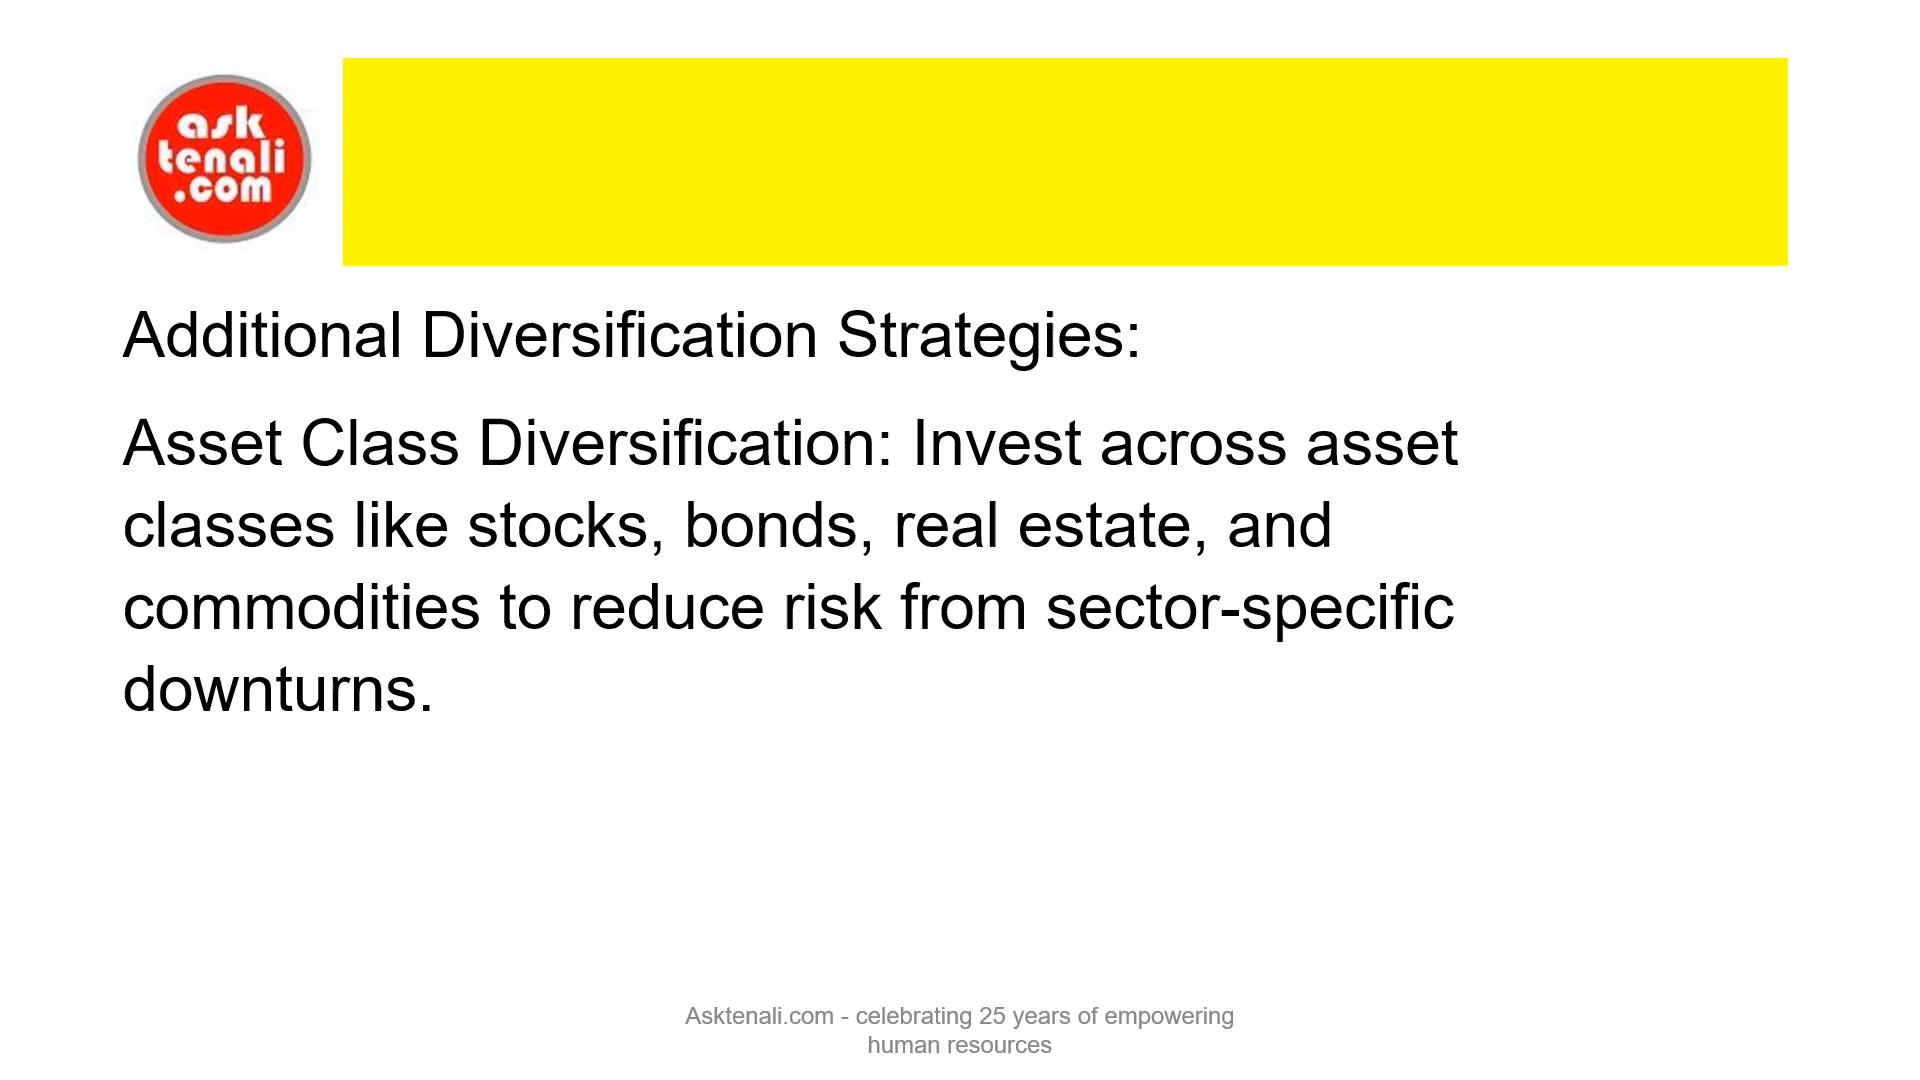 ask
tenali
.com
Additional Diversification Strategies:
Asset Class Diversification: Invest across asset
classes like stocks, bonds, real estate, and
commodities to reduce risk from sector-specific
downturns.
Asktenali.com - celebrating 25 years of empowering
human resources